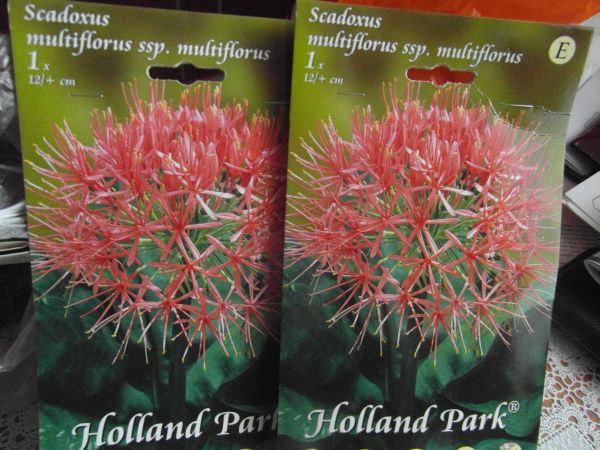 Scadoxus
multiflorus ssp. multiflorus
1x
12/+ cm
Holland Park
Scadoxus
multiflorus ssp. multiflorus
1x
12/+ cm
E
Holland Park®